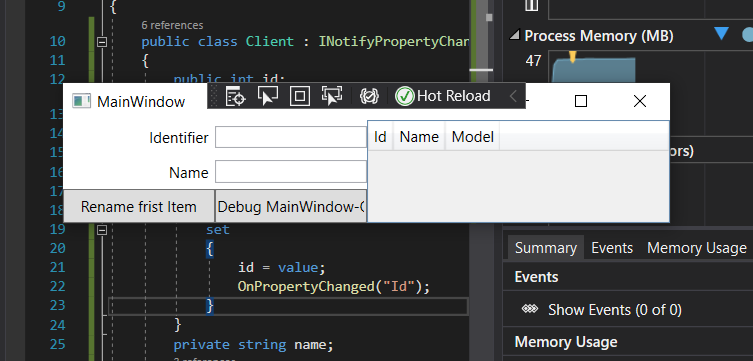 9 {
6 references
10 public class Client : INotifyPropertyChan
11 {
12 public int id;
MainWindow
Hot Reload
Identifier
Name
Rename frist Item
Debug MainWindow-C
Id Name Model
13
14
15
16
17
18
19 set
20 {
21 id = value;
22 OnPropertyChanged("Id");
23 }
24 }
25 private string name;
Process Memory (MB)
47
ors)
Summary Events Memory Usage
Events
Show Events (0 of 0)
Memory Usage